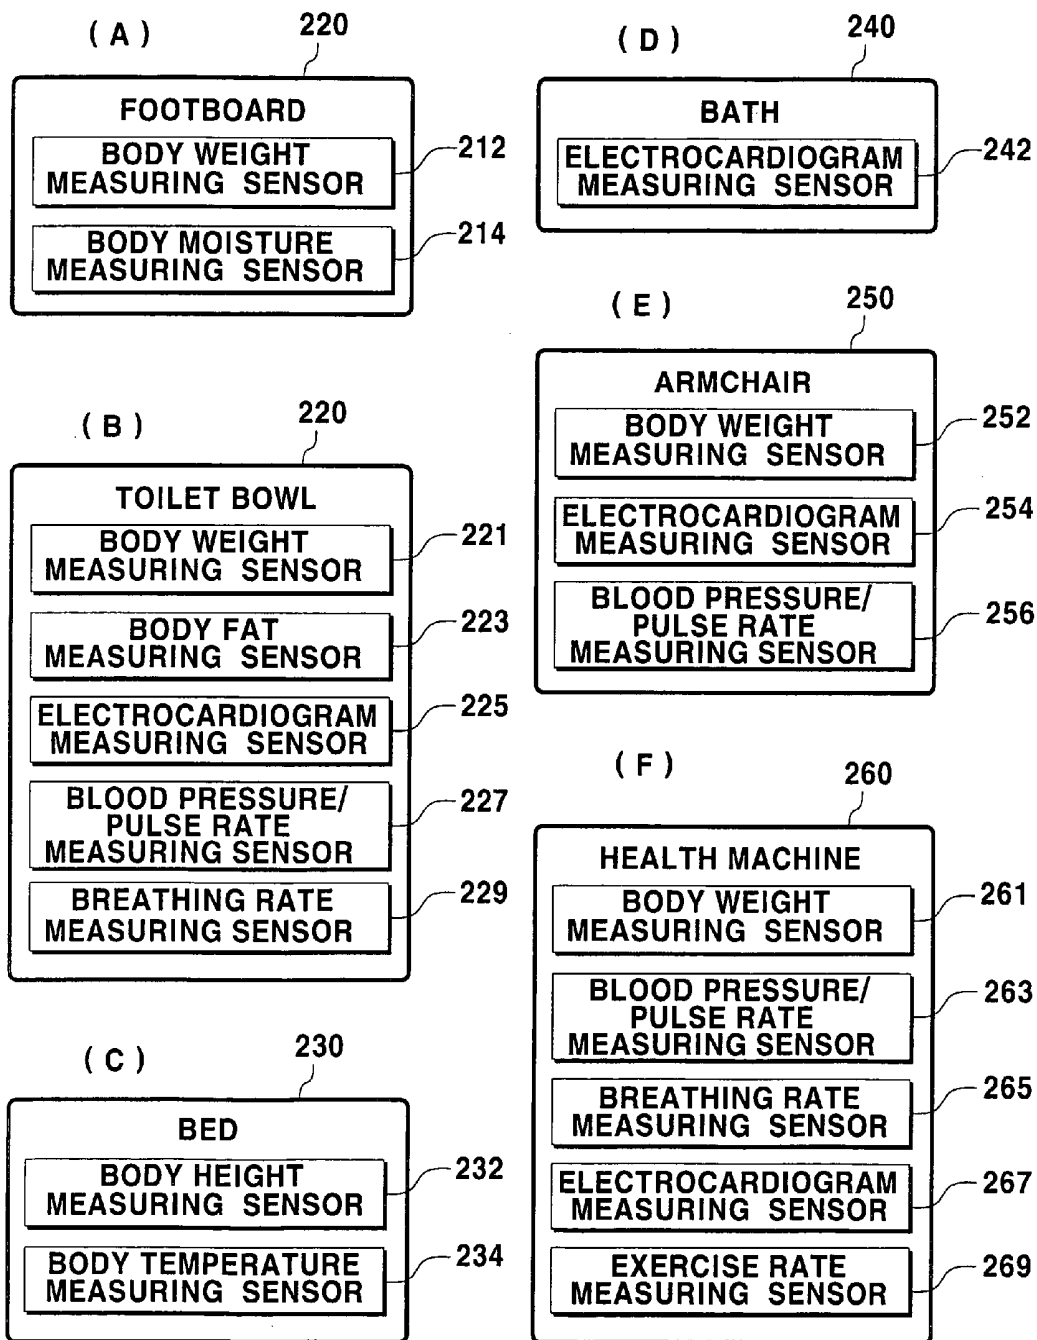 ( A )
220
FOOTBOARD
BODY WEIGHT
MEASURING SENSOR
212
BODY MOISTURE
MEASURING SENSOR
214
( B )
220
TOILET BOWL
BODY WEIGHT
MEASURING SENSOR
221
BODY FAT
MEASURING SENSOR
223
ELECTROCARDIOGRAM
MEASURING SENSOR
225
BLOOD PRESSURE/
PULSE RATE
MEASURING SENSOR
227
BREATHING RATE
MEASURING SENSOR
229
( C )
230
BED
BODY HEIGHT
MEASURING SENSOR
232
BODY TEMPERATURE
MEASURING SENSOR
234
( D )
240
BATH
ELECTROCARDIOGRAM
MEASURING SENSOR
242
( E )
250
ARMCHAIR
BODY WEIGHT
MEASURING SENSOR
252
ELECTROCARDIOGRAM
MEASURING SENSOR
254
BLOOD PRESSURE/
PULSE RATE
MEASURING SENSOR
256
( F )
260
HEALTH MACHINE
BODY WEIGHT
MEASURING SENSOR
261
BLOOD PRESSURE/
PULSE RATE
MEASURING SENSOR
263
BREATHING RATE
MEASURING SENSOR
265
ELECTROCARDIOGRAM
MEASURING SENSOR
267
EXERCISE RATE
MEASURING SENSOR
269